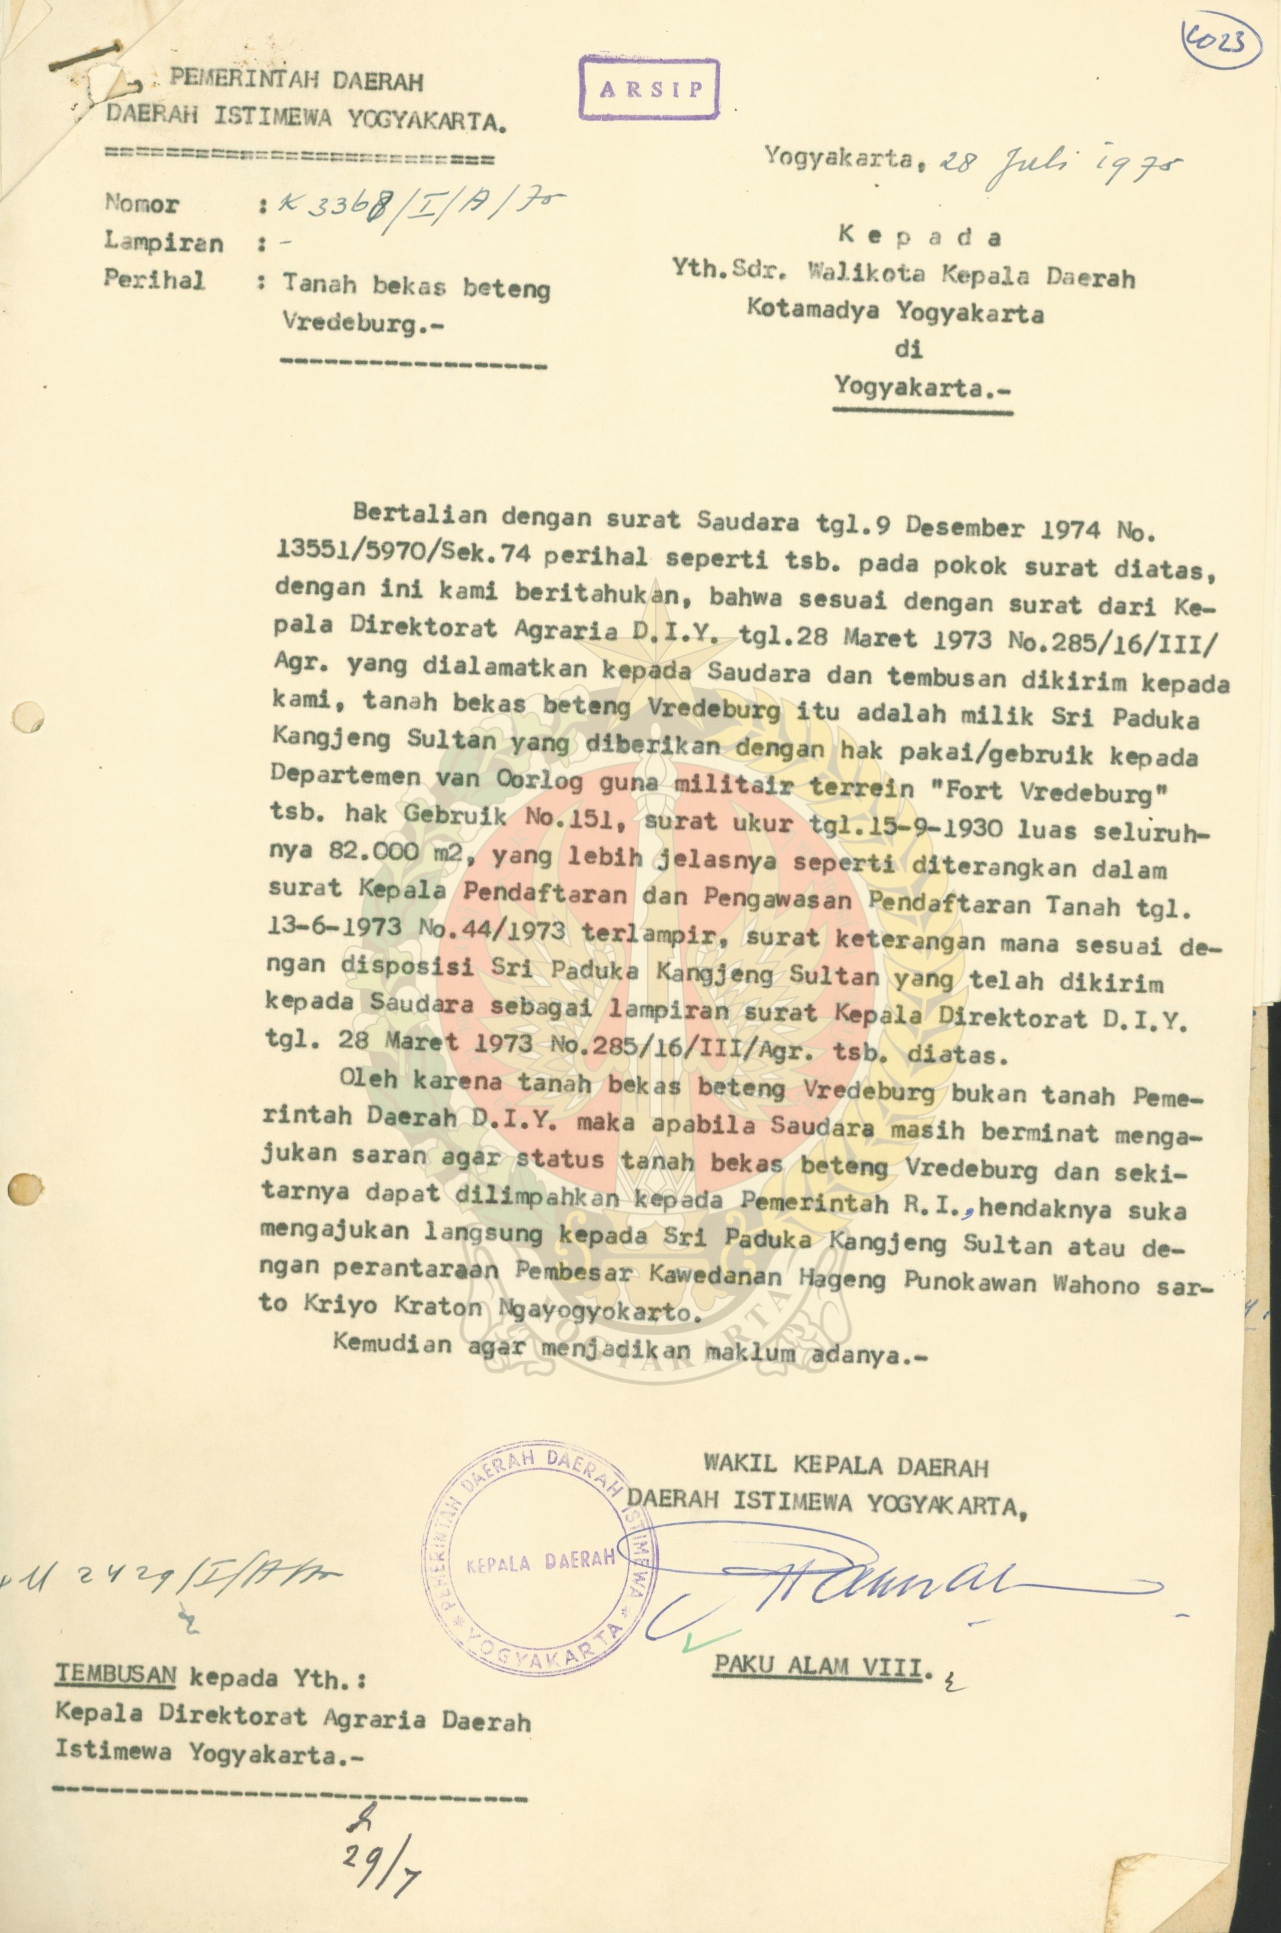 4023
ARSIP
PEMERINTAH DAERAH
DAERAH ISTIMEWA YOGYAKARTA.
==========================
Yogyakarta, 28 Juli 1975
Nomor : K 3368/I/A/75
Lampiran : -
Perihal : Tanah bekas beteng
Vredeburg.-
------------------
K e p a d a
Yth.Sdr. Walikota Kepala Daerah
Kotamadya Yogyakarta
di
Yogyakarta.-
Bertalian dengan surat Saudara tgl.9 Desember 1974 No.
13551/5970/Sek.74 perihal seperti tsb. pada pokok surat diatas,
dengan ini kami beritahukan, bahwa sesuai dengan surat dari Ke-
pala Direktorat Agraria D.I.Y. tgl.28 Maret 1973 No.285/16/III/
Agr. yang dialamatkan kepada Saudara dan tembusan dikirim kepada
kami, tanah bekas beteng Vredeburg itu adalah milik Sri Paduka
Kangjeng Sultan yang diberikan dengan hak pakai/gebruik kepada
Departemen van Oorlog guna militair terrein "Fort Vredeburg"
tsb. hak Gebruik No.151, surat ukur tgl.15-9-1930 luas seluruh-
nya 82.000 m2, yang lebih jelasnya seperti diterangkan dalam
surat Kepala Pendaftaran dan Pengawasan Pendaftaran Tanah tgl.
13-6-1973 No.44/1973 terlampir, surat keterangan mana sesuai de-
ngan disposisi Sri Paduka Kangjeng Sultan yang telah dikirim
kepada Saudara sebagai lampiran surat Kepala Direktorat D.I.Y.
tgl. 28 Maret 1973 No.285/16/III/Agr. tsb. diatas.
Oleh karena tanah bekas beteng Vredeburg bukan tanah Peme-
rintah Daerah D.I.Y. maka apabila Saudara masih berminat menga-
jukan saran agar status tanah bekas beteng Vredeburg dan seki-
tarnya dapat dilimpahkan kepada Pemerintah R.I., hendaknya suka
mengajukan langsung kepada Sri Paduka Kangjeng Sultan atau de-
ngan perantaraan Pembesar Kawedanan Hageng Punokawan Wahono sar-
to Kriyo Kraton Ngayogyokarto.
Kemudian agar menjadikan maklum adanya.-
YOGYAKARTA
WAKIL KEPALA DAERAH
DAERAH ISTIMEWA YOGYAKARTA,
PEMERINTAH DAERAH DAERAH ISTIMEWA
KEPALA DAERAH
* YOGYAKARTA *
PAKU ALAM VIII.
2429/I/A/75
TEMBUSAN kepada Yth.:
Kepala Direktorat Agraria Daerah
Istimewa Yogyakarta.-
--------------------------------
29/7